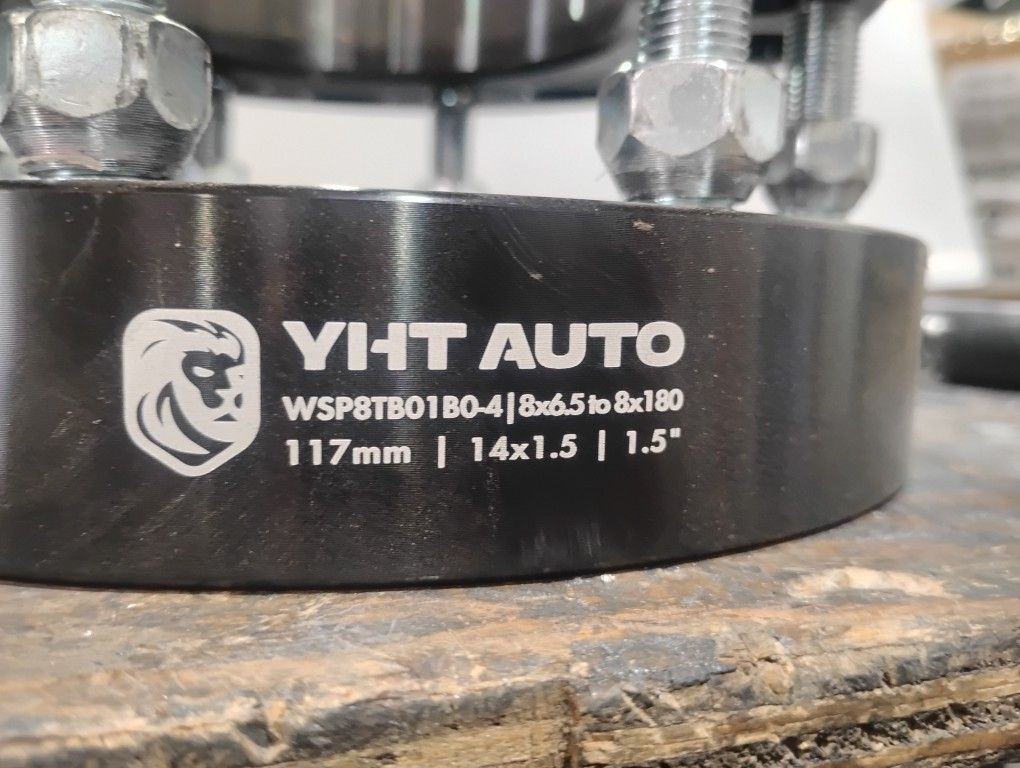 YHT AUTO
WSP8TB01B0-4|8x6.5 to 8x180
117mm | 14x1.5 | 1.5"